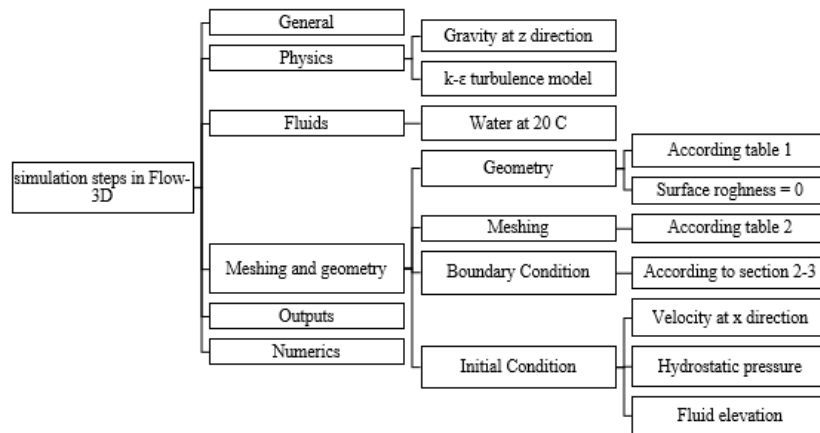 General
Physics
Gravity at z direction
k-ε turbulence model
Fluids
Water at 20 C
simulation steps in Flow-
3D
Meshing and geometry
Geometry
According table 1
Surface roghness = 0
Meshing
According table 2
Boundary Condition
According to section 2-3
Initial Condition
Velocity at x direction
Hydrostatic pressure
Fluid elevation
Outputs
Numerics